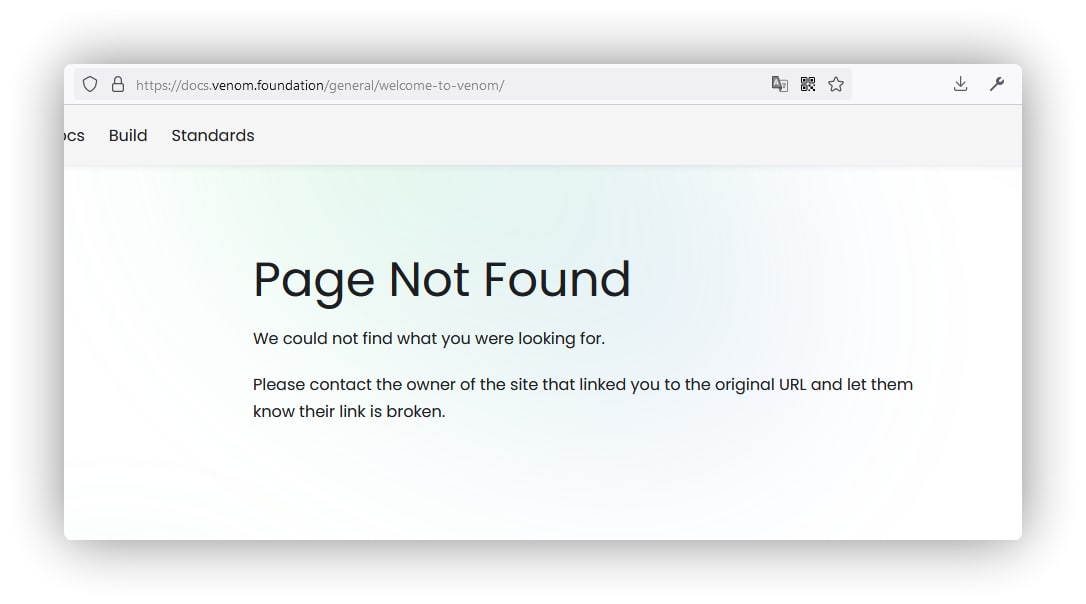 https://docs.venom.foundation/general/welcome-to-venom/
Build Standards
Page Not Found
We could not find what you were looking for.
Please contact the owner of the site that linked you to the original URL and let them
know their link is broken.